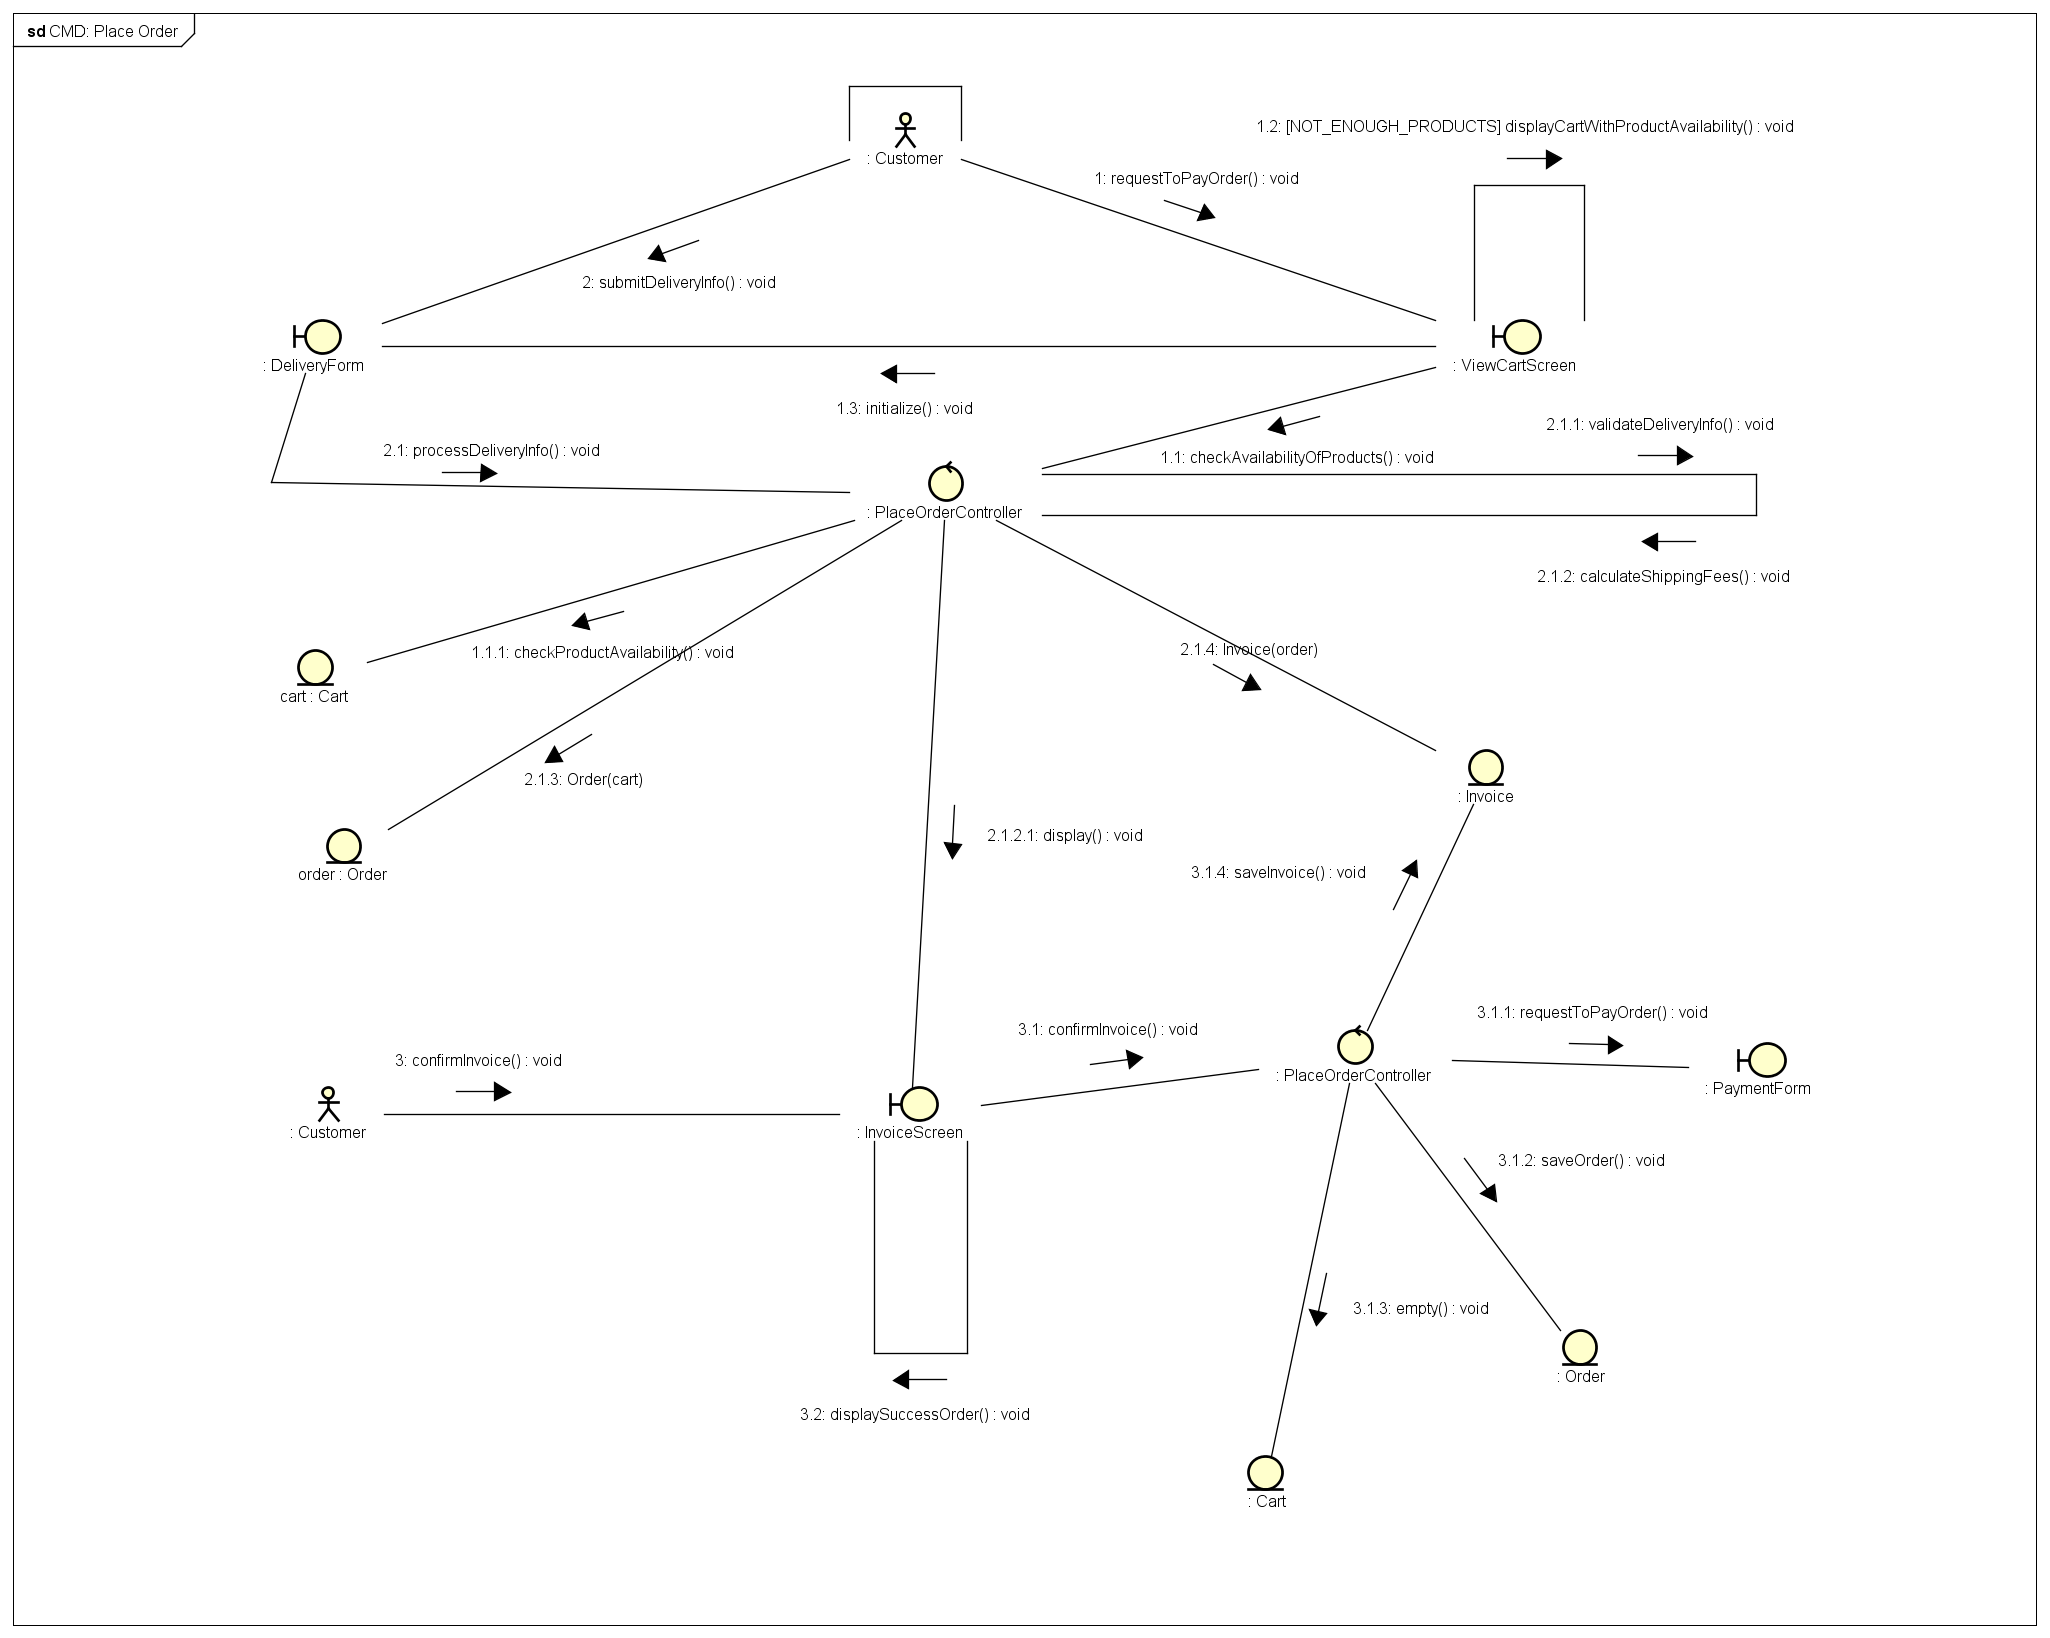 sd CMD: Place Order
1.2: [NOT_ENOUGH_PRODUCTS] displayCartWithProductAvailability() : void
: Customer
1: requestToPayOrder() : void
2: submitDeliveryInfo() : void
: DeliveryForm
: ViewCartScreen
1.3: initialize() : void
2.1.1: validateDeliveryInfo() : void
2.1: processDeliveryInfo() : void
1.1: checkAvailabilityOfProducts() : void
: PlaceOrderController
2.1.2: calculateShippingFees() : void
1.1.1: checkProductAvailability() : void
2.1.4: Invoice(order)
cart : Cart
2.1.3: Order(cart)
: Invoice
2.1.2.1: display() : void
order : Order
3.1.4: saveInvoice() : void
3.1.1: requestToPayOrder() : void
3.1: confirmInvoice() : void
3: confirmInvoice() : void
: PlaceOrderController
: PaymentForm
: Customer
: InvoiceScreen
3.1.2: saveOrder() : void
3.1.3: empty() : void
: Order
3.2: displaySuccessOrder() : void
: Cart